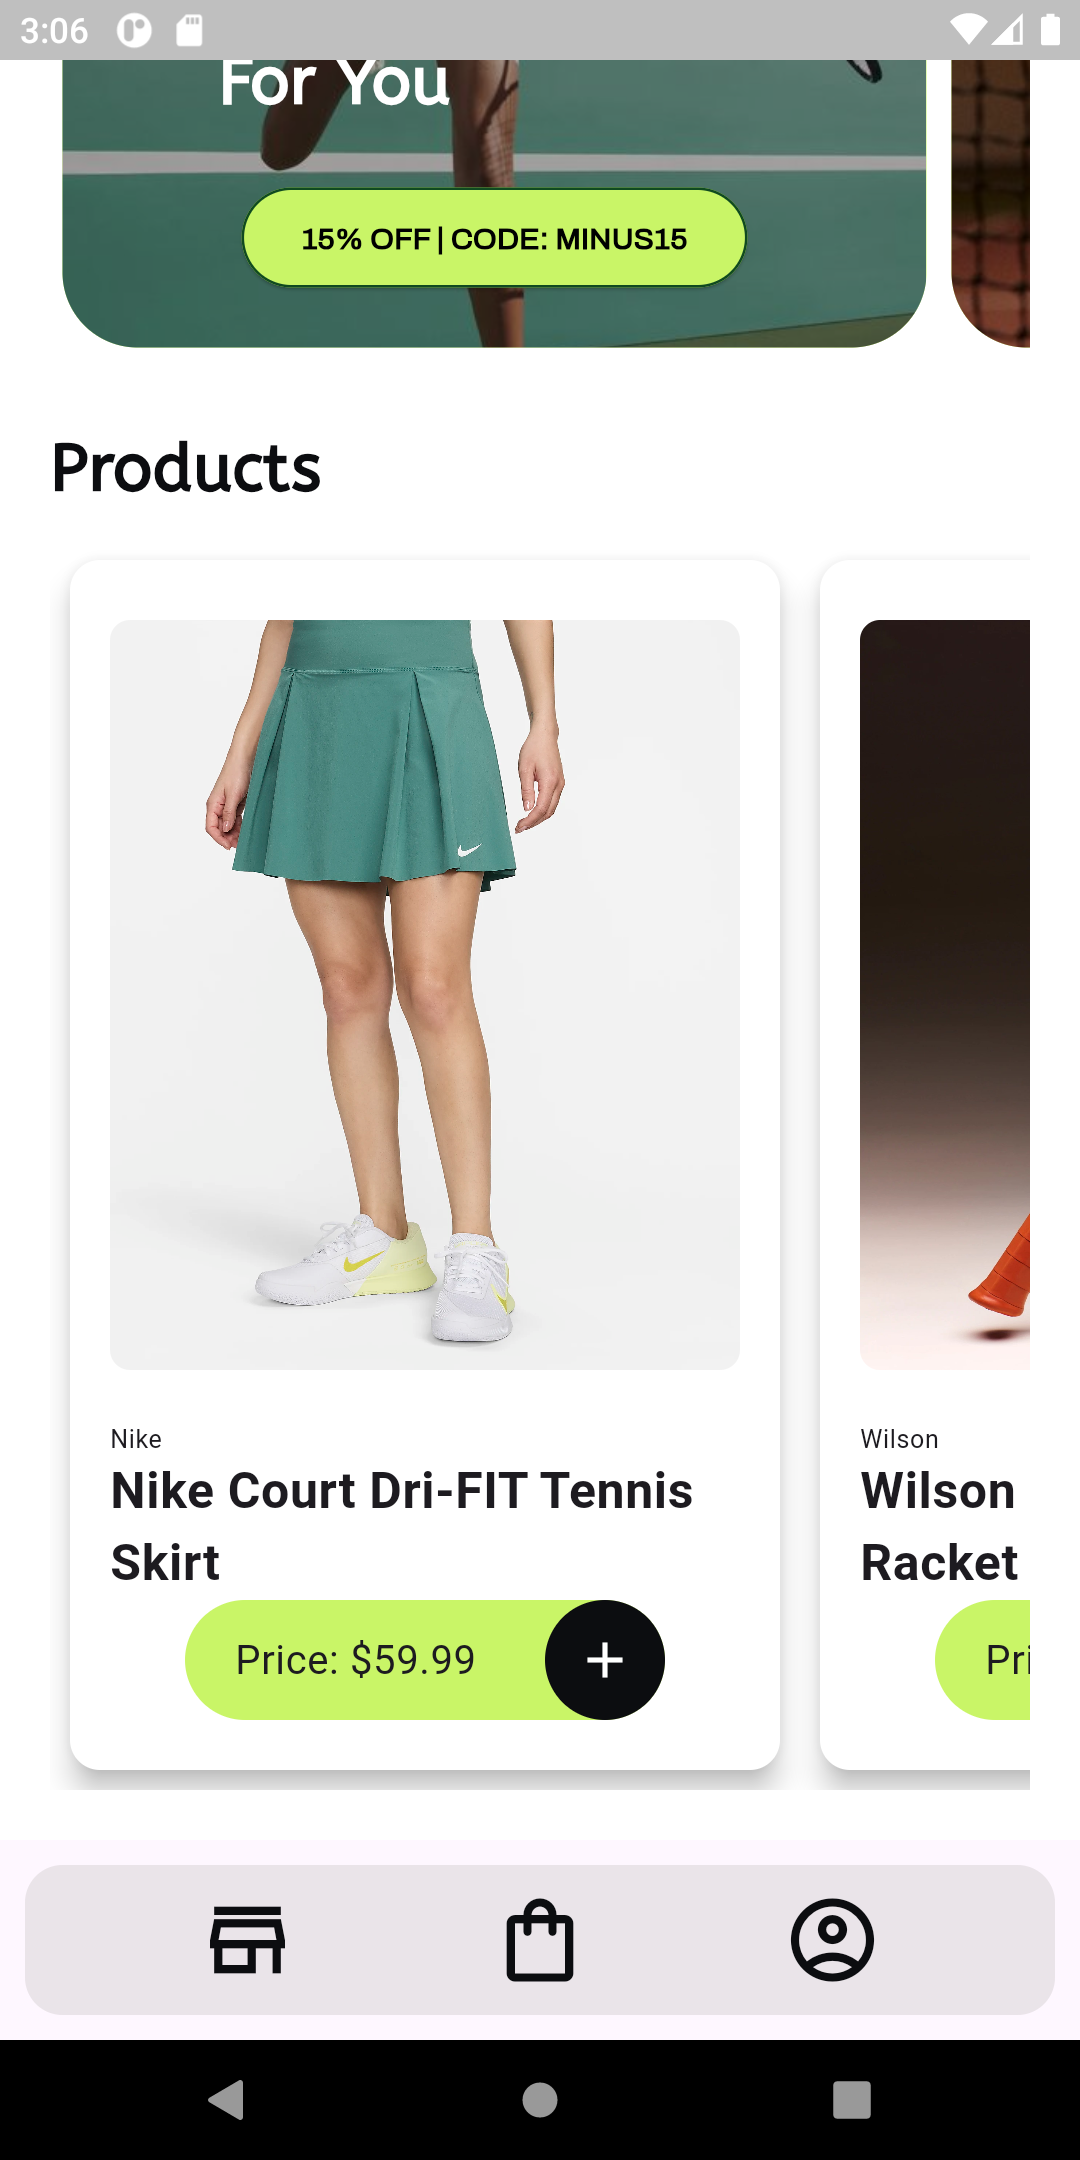 3:06
For You
15% OFF | CODE: MINUS15
Products
Nike
Nike Court Dri-FIT Tennis
Skirt
Price: $59.99
Wilson
Wilson
Racket
Pri